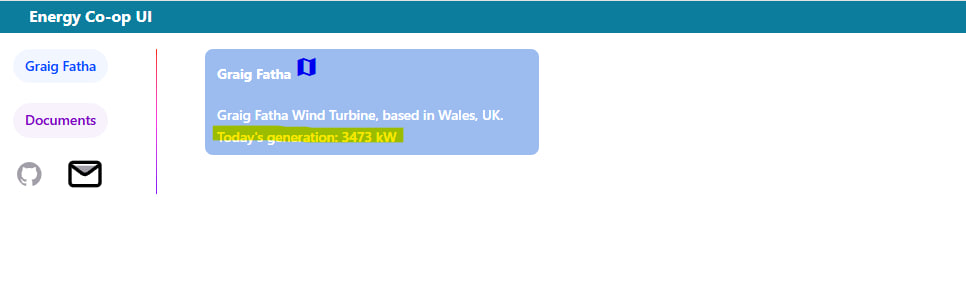 Energy Co-op UI
Graig Fatha
Documents
Graig Fatha
Graig Fatha Wind Turbine, based in Wales, UK.
Today's generation: 3473 kW